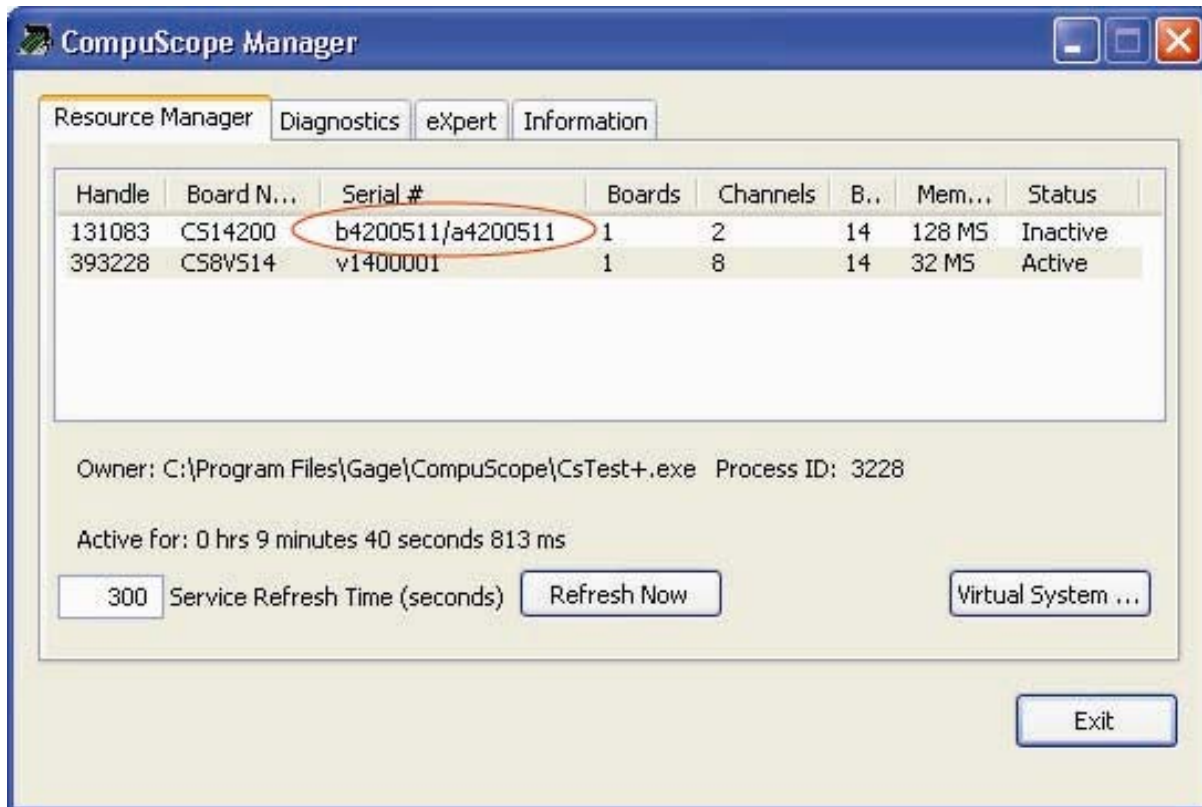 CompuScope Manager
Resource Manager Diagnostics eXpert Information
Handle Board N... Serial # Boards Channels B.. Mem... Status
131083 CS14200 b4200511/a4200511 1 2 14 128 MS Inactive
393228 CS8VS14 v1400001 1 8 14 32 MS Active
Owner: C:\Program Files\Gage\CompuScope\CsTest+.exe Process ID: 3228
Active for: 0 hrs 9 minutes 40 seconds 813 ms
300 Service Refresh Time (seconds) Refresh Now Virtual System ...
Exit